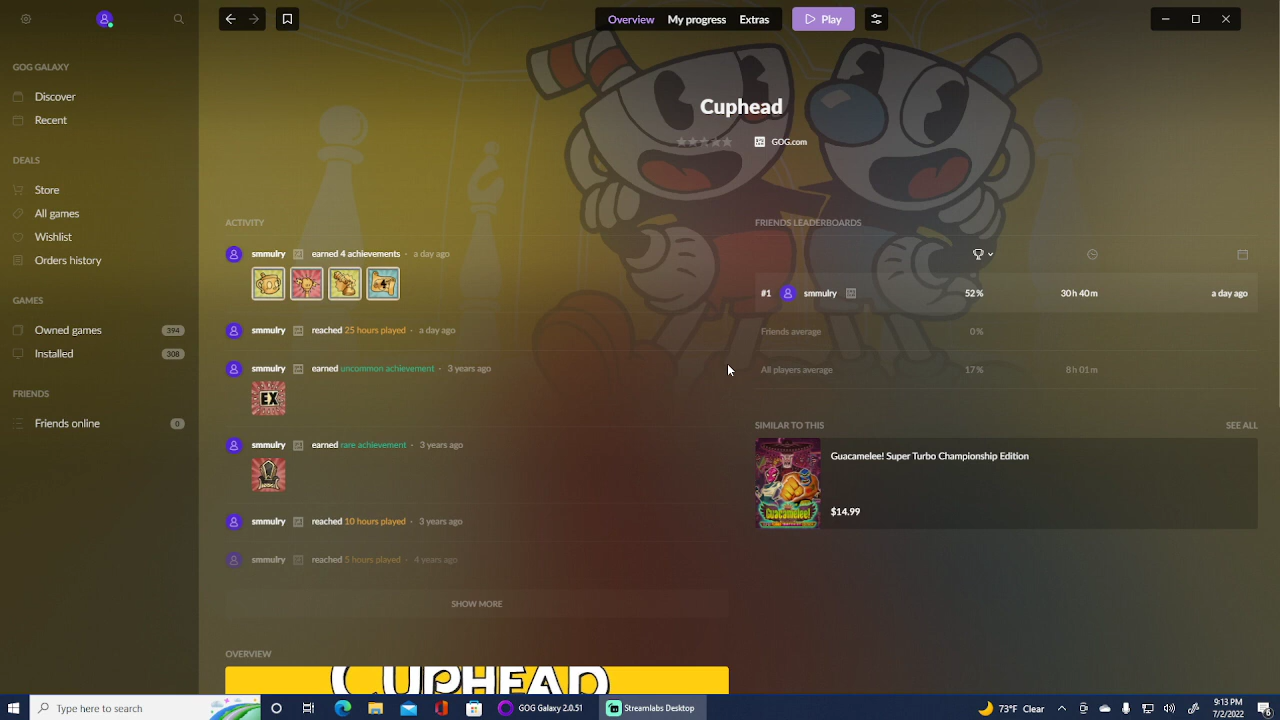 Overview My progress Extras Play
GOG GALAXY
Discover
Recent
DEALS
Store
All games
Wishlist
Orders history
GAMES
Owned games 394
Installed 308
FRIENDS
Friends online 0
Cuphead
GOG.com
ACTIVITY
smmulry earned 4 achievements · a day ago
smmulry reached 25 hours played · a day ago
smmulry earned uncommon achievement · 3 years ago
EX
smmulry earned rare achievement · 3 years ago
smmulry reached 10 hours played · 3 years ago
smmulry reached 5 hours played · 4 years ago
SHOW MORE
OVERVIEW
CUPHEAD
FRIENDS LEADERBOARDS
#1 smmulry 52% 30h 40m a day ago
Friends average 0%
All players average 17% 8h 01m
SIMILAR TO THIS SEE ALL
Guacamelee!
Guacamelee! Super Turbo Championship Edition
$14.99
Type here to search
GOG Galaxy 2.0.51
Streamlabs Desktop
73°F Clear
9:13 PM
7/2/2022